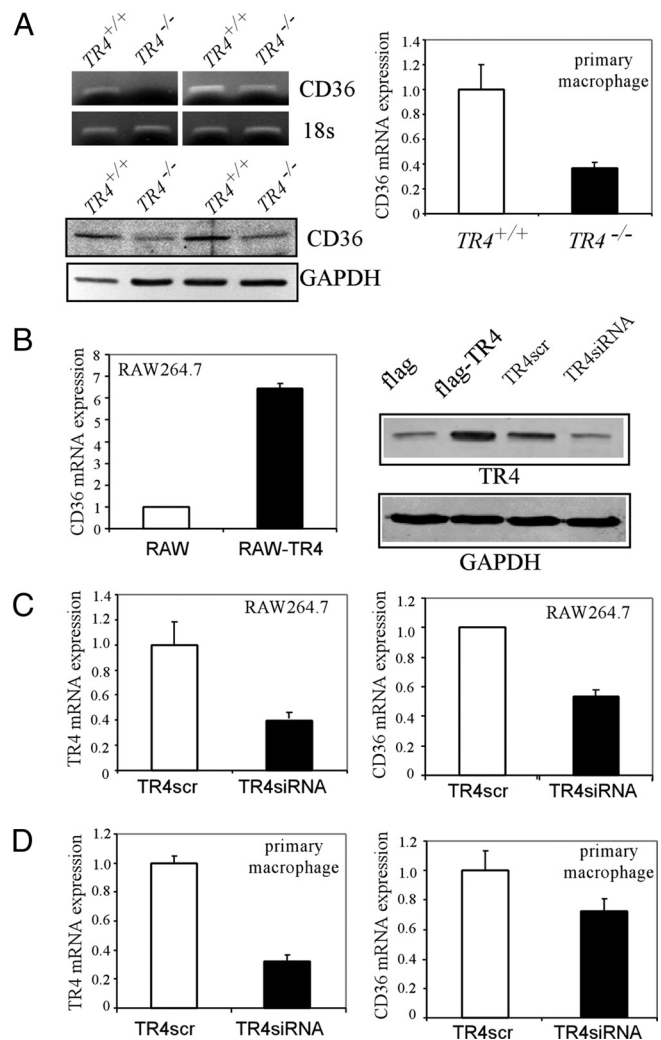 A
TR4+/+ TR4-/- TR4+/+ TR4-/-
CD36
18s
TR4+/+ TR4-/- TR4+/+ TR4-/-
CD36
GAPDH
CD36 mRNA expression
1.4
1.2
1.0
0.8
0.6
0.4
0.2
0
primary
macrophage
TR4+/+ TR4-/-
B
CD36 mRNA expression
8
7
6
5
4
3
2
1
0
RAW264.7
RAW RAW-TR4
flag flag-TR4 TR4scr TR4siRNA
TR4
GAPDH
C
TR4 mRNA expression
1.4
1.2
1.0
0.8
0.6
0.4
0.2
0
RAW264.7
TR4scr TR4siRNA
CD36 mRNA expression
1.2
1.0
0.8
0.6
0.4
0.2
0
RAW264.7
TR4scr TR4siRNA
D
TR4 mRNA expression
1.2
1.0
0.8
0.6
0.4
0.2
0
primary
macrophage
TR4scr TR4siRNA
CD36 mRNA expression
1.2
1.0
0.8
0.6
0.4
0.2
0
primary
macrophage
TR4scr TR4siRNA